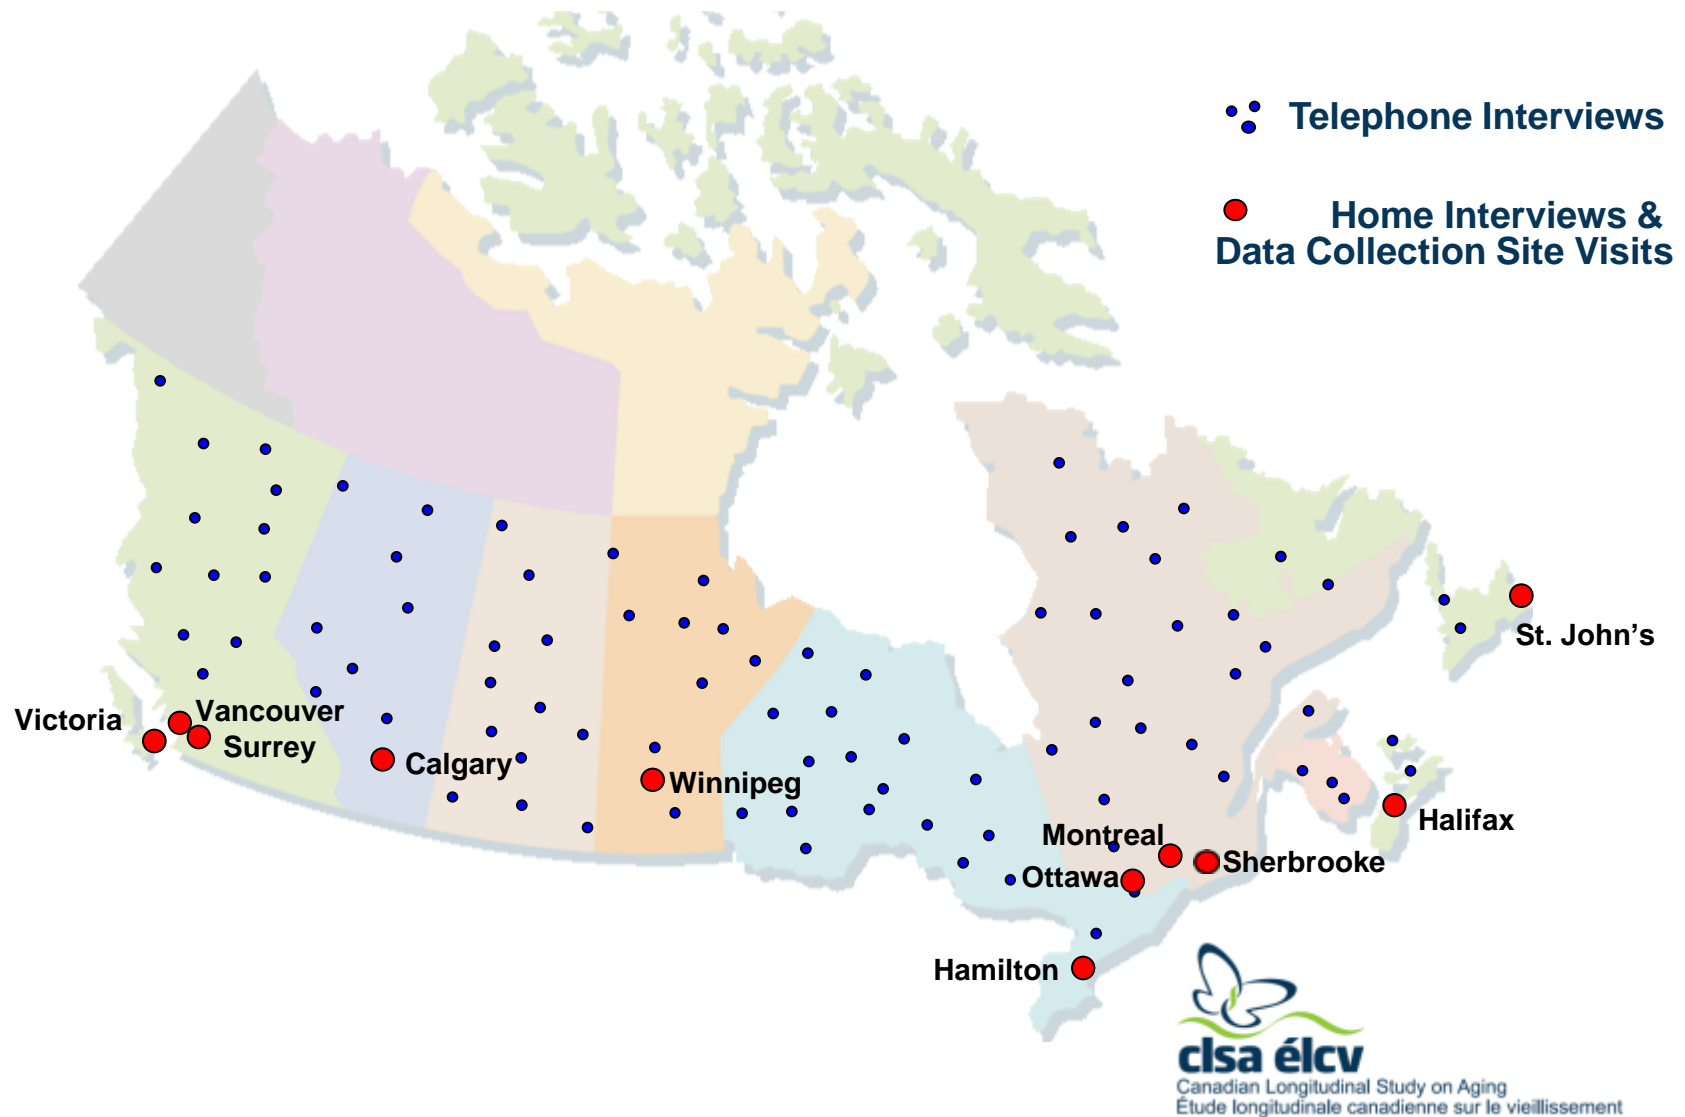 Telephone Interviews
Home Interviews &
Data Collection Site Visits
St. John’s
Victoria
Vancouver
Surrey
Calgary
Winnipeg
Halifax
Montreal
Sherbrooke
Ottawa
Hamilton
clsa élcv
Canadian Longitudinal Study on Aging
Étude longitudinale canadienne sur le vieillissement